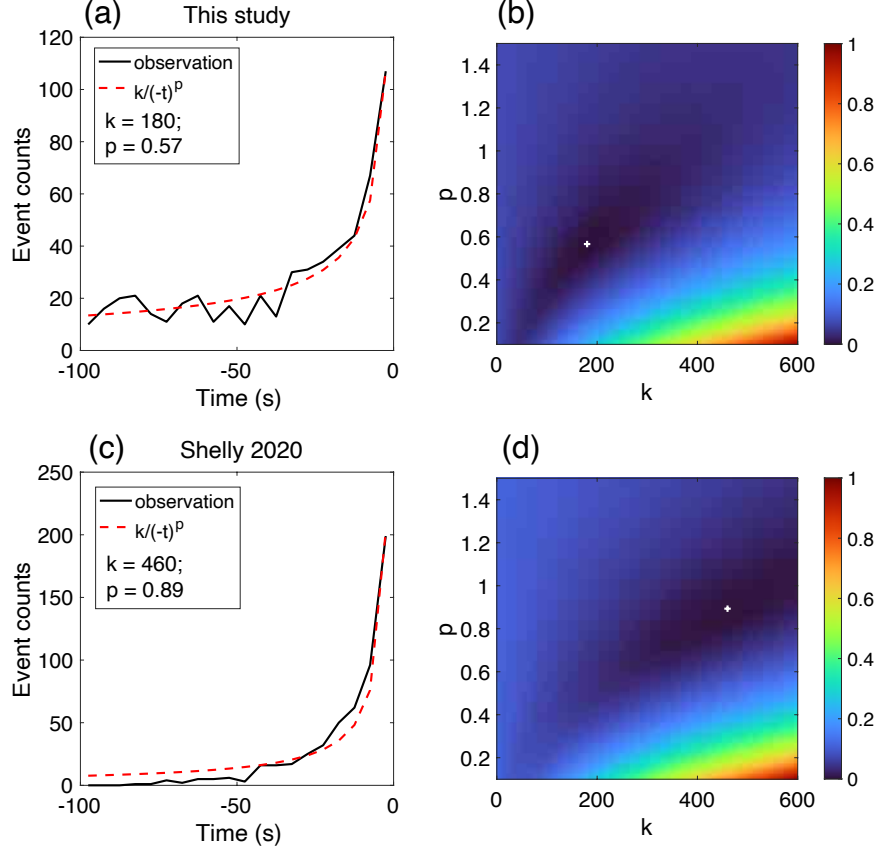 (a) This study
120
100
80
60
40
20
0
Event counts
observation
k/(-t)^p
k = 180;
p = 0.57
-100 -50 0
Time (s)
(b)
1.4
1.2
1
0.8
0.6
0.4
0.2
p
0 200 400 600
k
1
0.8
0.6
0.4
0.2
0
(c) Shelly 2020
250
200
150
100
50
0
Event counts
observation
k/(-t)^p
k = 460;
p = 0.89
-100 -50 0
Time (s)
(d)
1.4
1.2
1
0.8
0.6
0.4
0.2
p
0 200 400 600
k
1
0.8
0.6
0.4
0.2
0